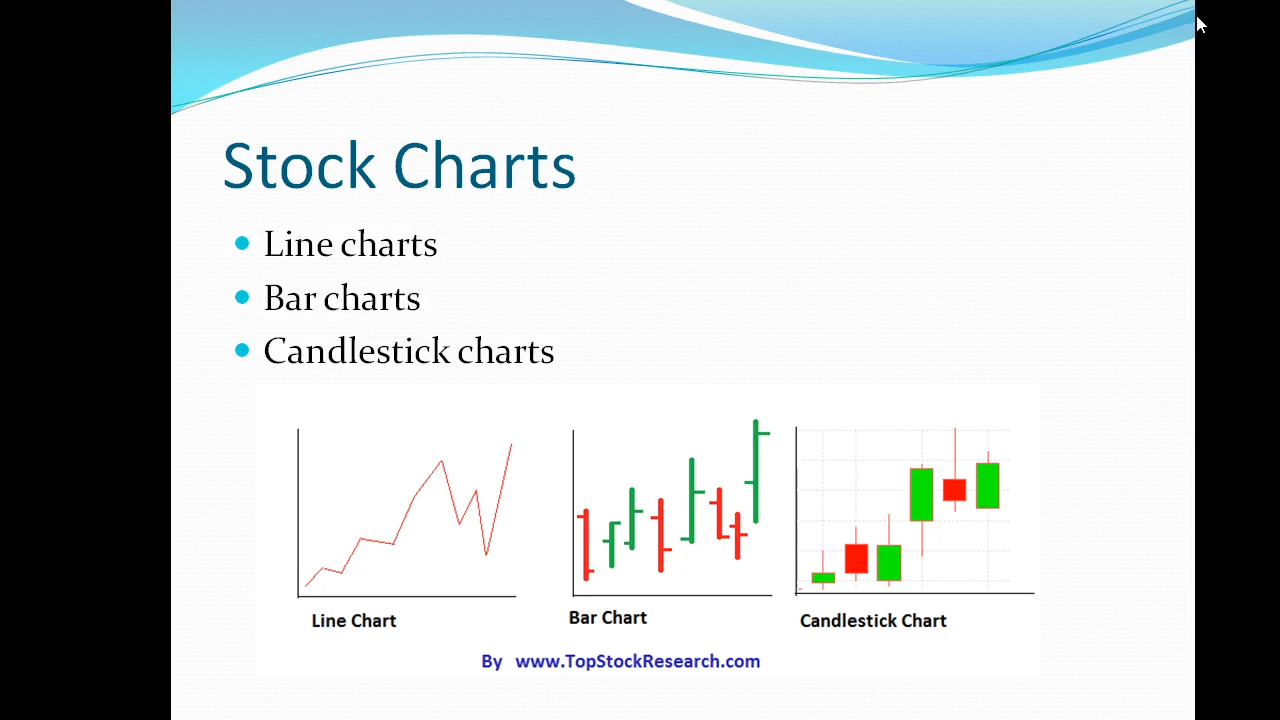 Stock Charts
Line charts
Bar charts
Candlestick charts
Line Chart
Bar Chart
Candlestick Chart
By www.TopStockResearch.com